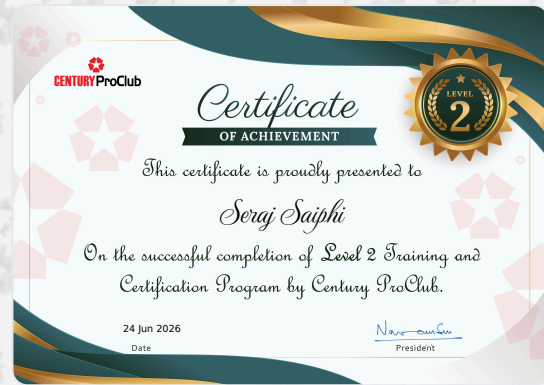 CENTURY ProClub
LEVEL
2
Certificate
OF ACHIEVEMENT
This certificate is proudly presented to
Seraj Saiphi
On the successful completion of Level 2 Training and
Certification Program by Century ProClub.
24 Jun 2026
Date
President